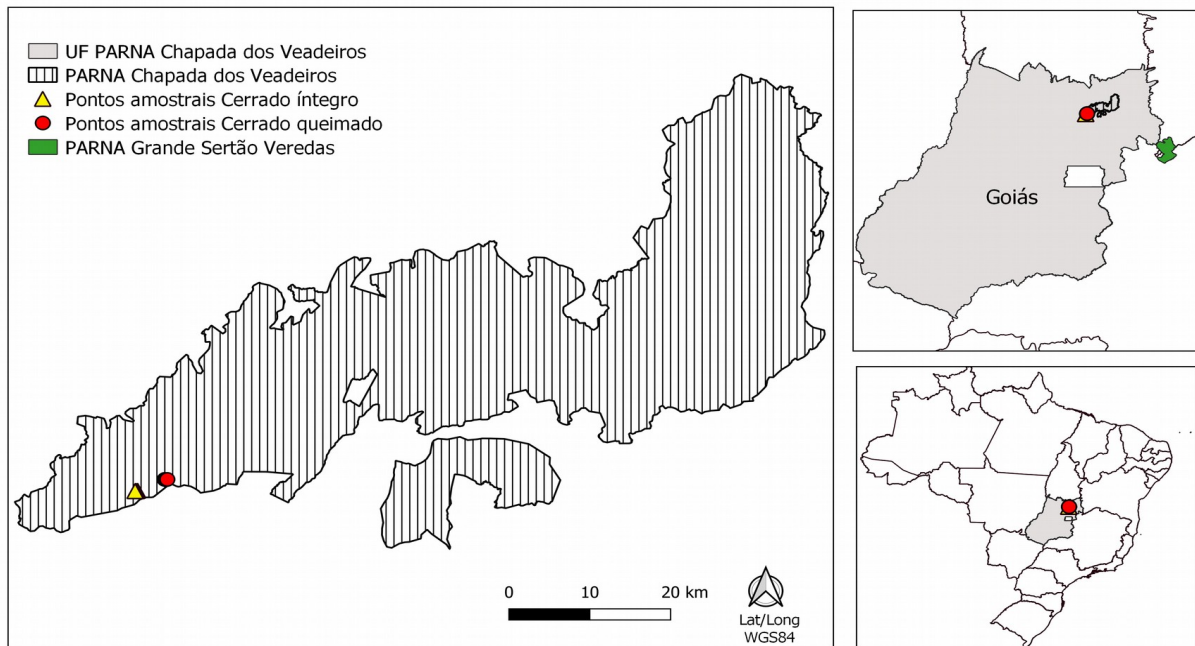 UF PARNA Chapada dos Veadeiros
PARNA Chapada dos Veadeiros
Pontos amostrais Cerrado íntegro
Pontos amostrais Cerrado queimado
PARNA Grande Sertão Veredas
0 10 20 km
Lat/Long
WGS84
Goiás